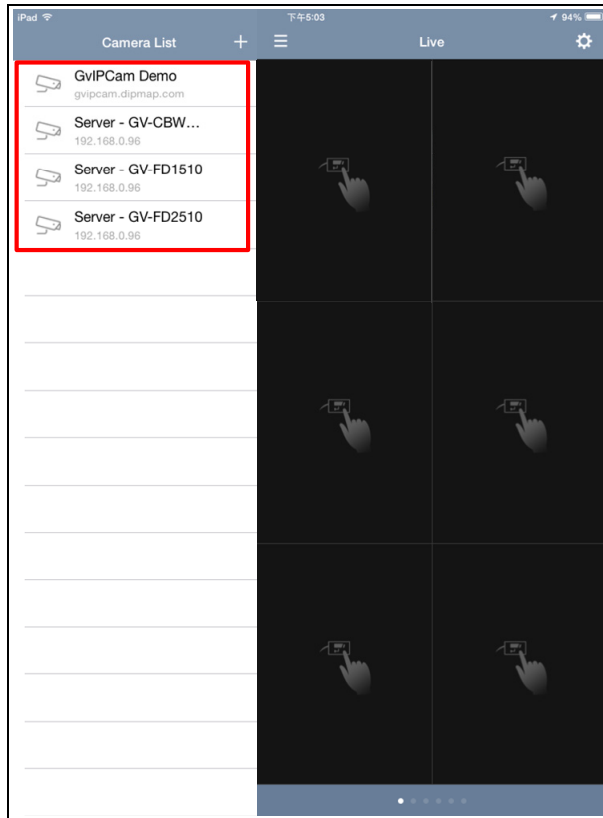 iPad
下午5:03
94%
Camera List
+
Live
GvIPCam Demo
gvipcam.dipmap.com
Server - GV-CBW...
192.168.0.96
Server - GV-FD1510
192.168.0.96
Server - GV-FD2510
192.168.0.96